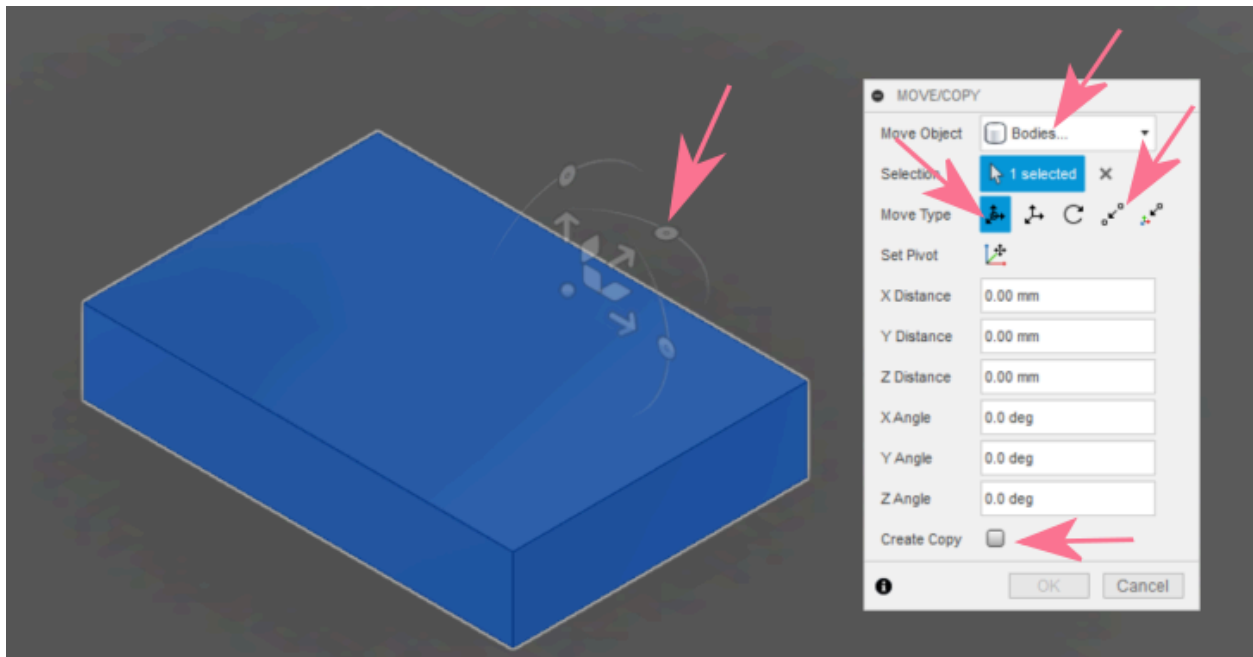 MOVE/COPY
Move Object Bodies...
Selection 1 selected
Move Type
Set Pivot
X Distance 0.00 mm
Y Distance 0.00 mm
Z Distance 0.00 mm
X Angle 0.0 deg
Y Angle 0.0 deg
Z Angle 0.0 deg
Create Copy
OK Cancel